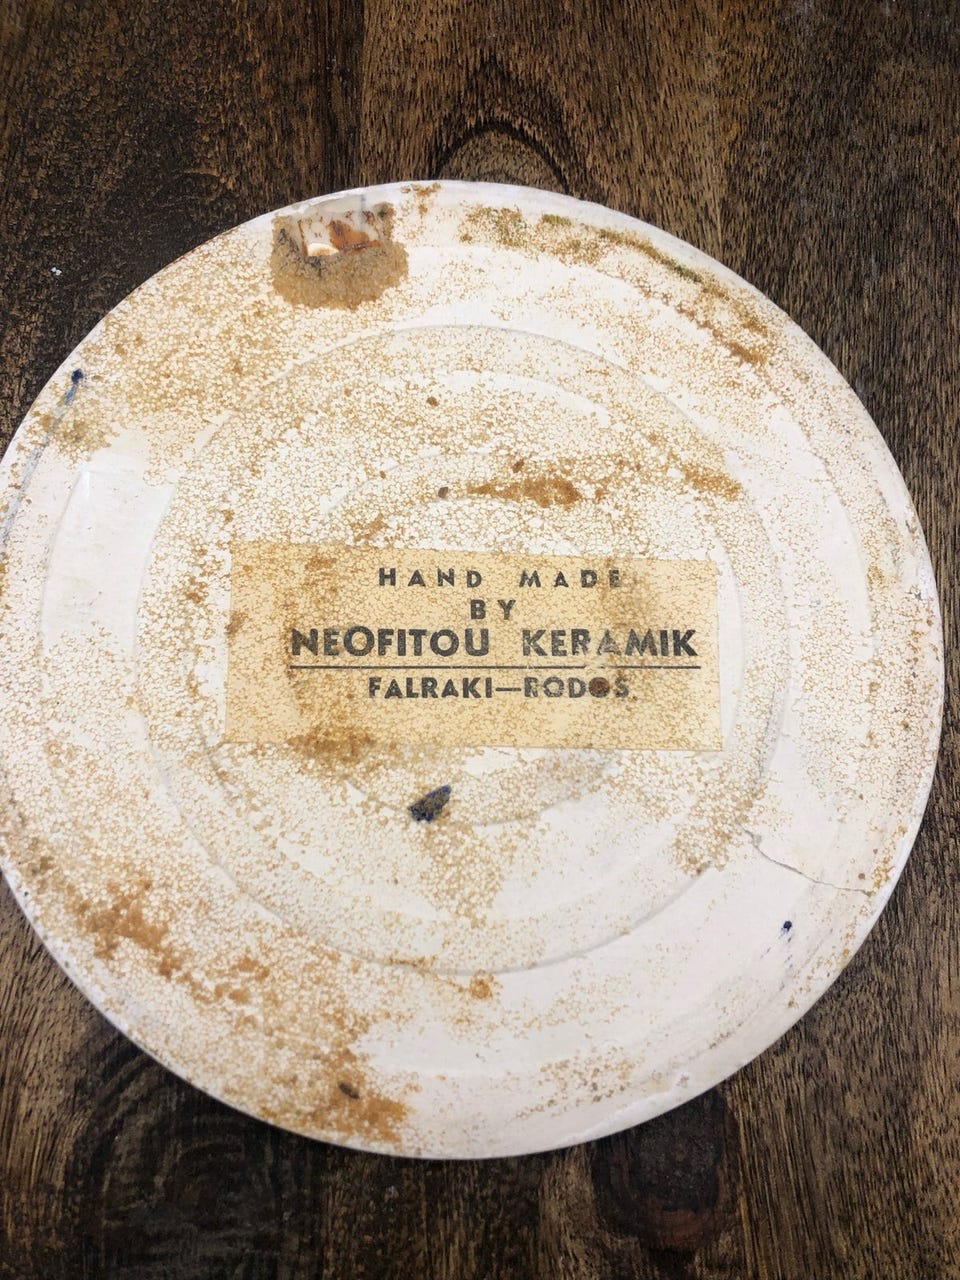 HAND MADE
BY
NEOFITOU KERAMIK
FALRAKI—RODOS.